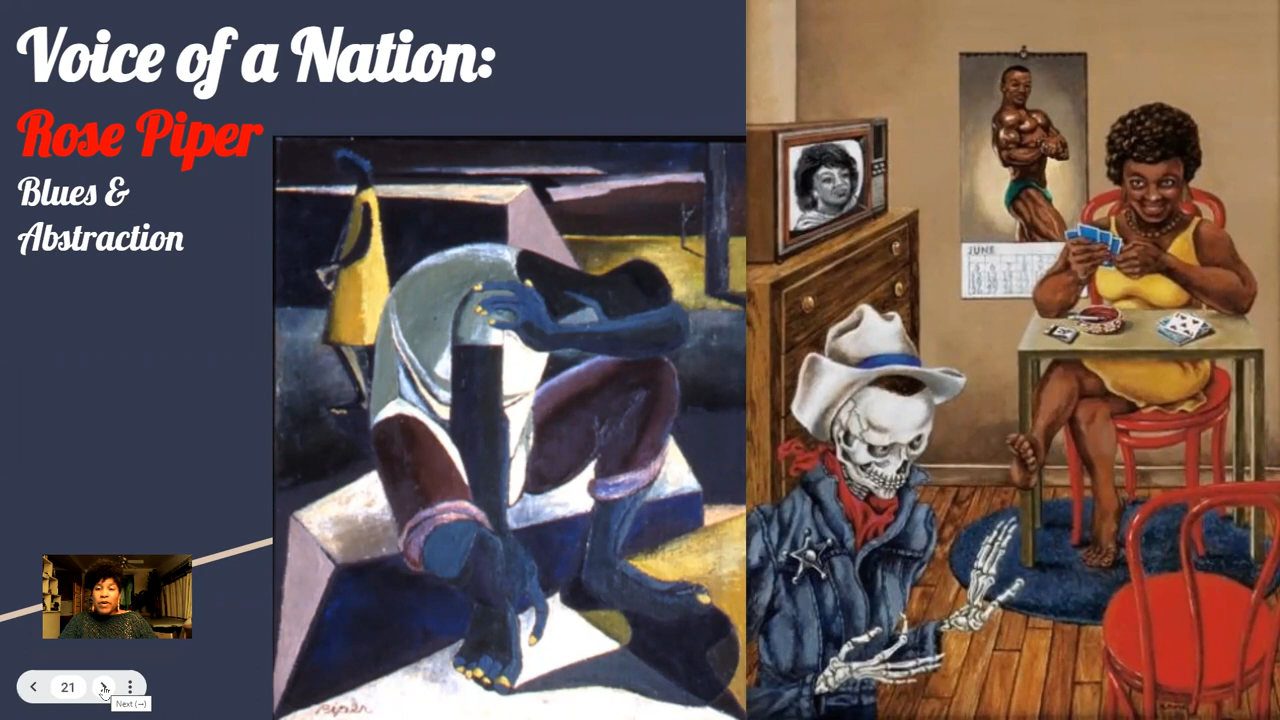 Voice of a Nation:
Rose Piper
Blues &
Abstraction
JUNE
21
Next (→)